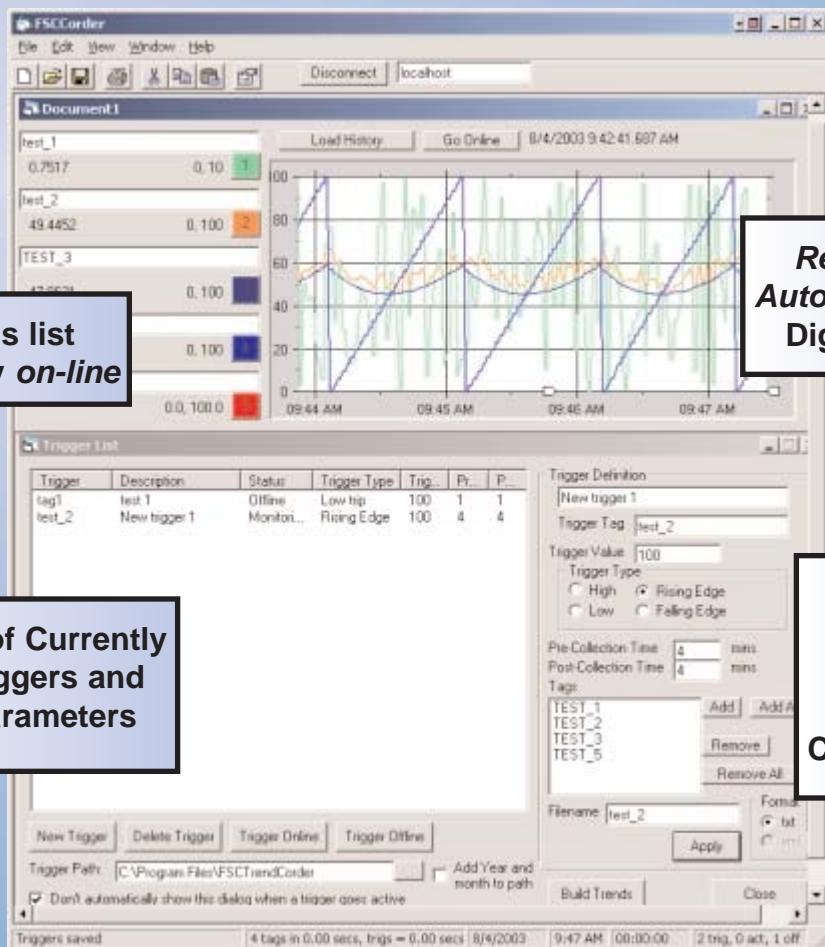 FSCCorder
File Edit View Window Help
Disconnect localhost
Document1
test_1
Load History Go Online 8/4/2003 9:42:41.687 AM
0.7517 0, 10 1
test_2
49.4452 0, 100 2
TEST_3
0, 100
0, 100
0.0, 100.0
100
80
60
40
20
0
09:44 AM 09:45 AM 09:46 AM 09:47 AM
s list
on-line
Re
Auto
Dig
Trigger List
Trigger Description Status Trigger Type Trig... Pr... P...
tag1 test 1 Offline Low trip 100 1 1
test_2 New trigger 1 Monitori... Rising Edge 100 4 4
of Currently
ggers and
arameters
Trigger Definition
New trigger 1
Trigger Tag test_2
Trigger Value 100
Trigger Type
High Rising Edge
Low Falling Edge
Pre-Collection Time 4 mins
Post-Collection Time 4 mins
Tags
TEST_1
TEST_2
TEST_3
TEST_5
Add Add A
Remove
Remove All
C
Filename test_2
Format
txt
Apply
New Trigger Delete Trigger Trigger Online Trigger Offline
Trigger Path: C:\Program Files\FSCTrendCorder ... Add Year and month to path
Don't automatically show this dialog when a trigger goes active
Build Trends Close
Triggers saved 4 tags in 0.00 secs, trigs = 0.00 secs 8/4/2003 9:47 AM 00:00:00 2 trig, 0 act, 1 off